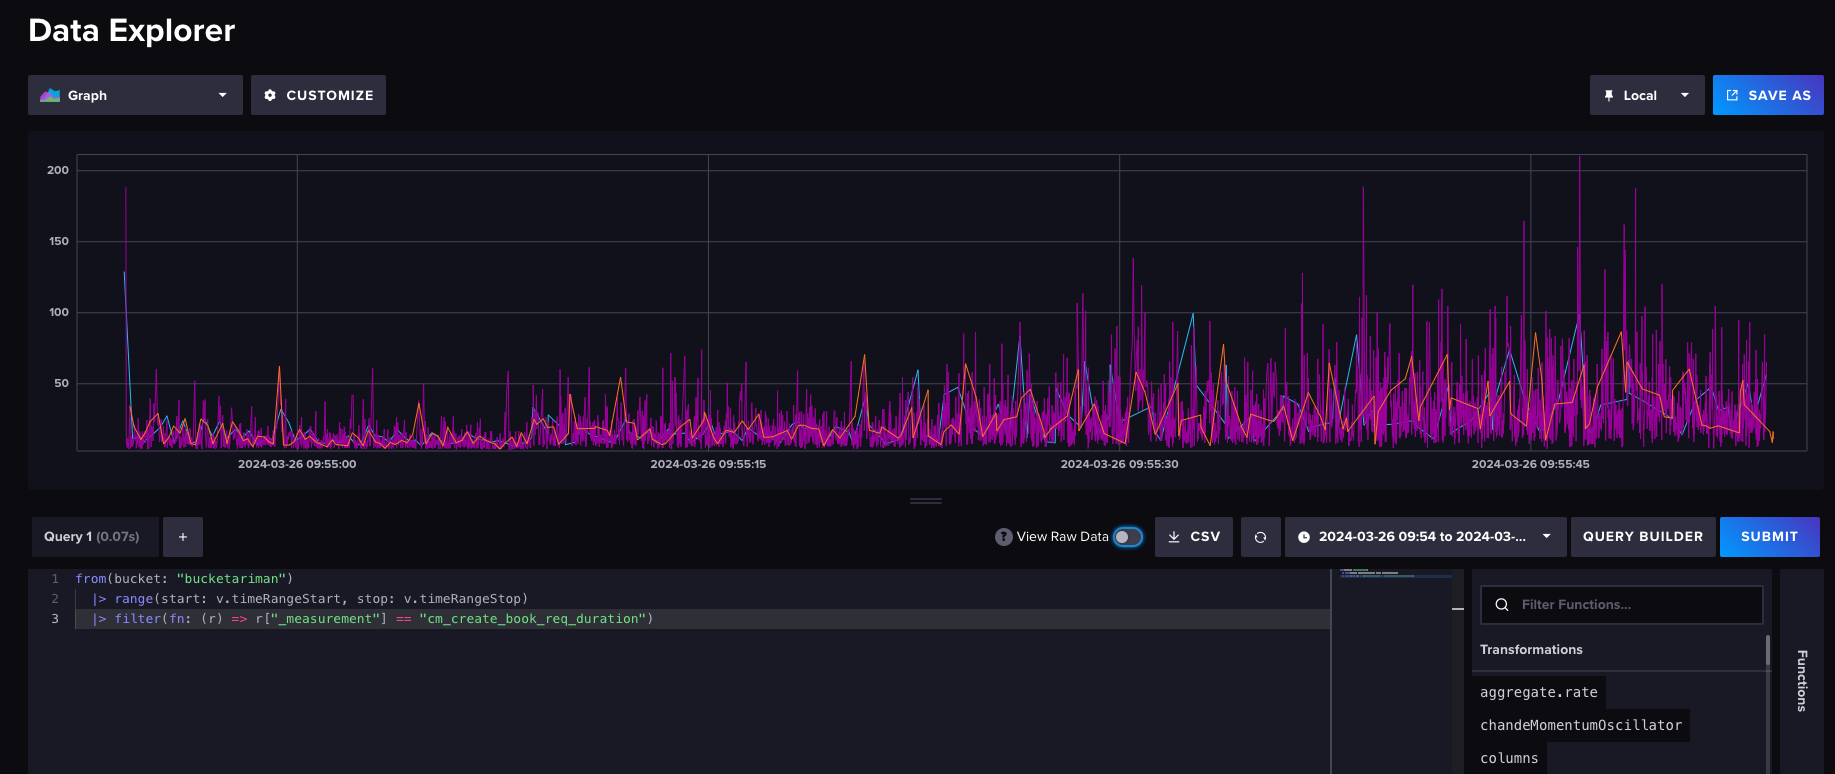 Data Explorer
Graph
CUSTOMIZE
Local
SAVE AS
200
150
100
50
2024-03-26 09:55:00
2024-03-26 09:55:15
2024-03-26 09:55:30
2024-03-26 09:55:45
Query 1 (0.07s)
+
? View Raw Data
CSV
2024-03-26 09:54 to 2024-03-...
QUERY BUILDER
SUBMIT
1 from(bucket: "bucketariman")
2 |> range(start: v.timeRangeStart, stop: v.timeRangeStop)
3 |> filter(fn: (r) => r["_measurement"] == "cm_create_book_req_duration")
Filter Functions...
Transformations
aggregate.rate
chandeMomentumOscillator
columns
Functions